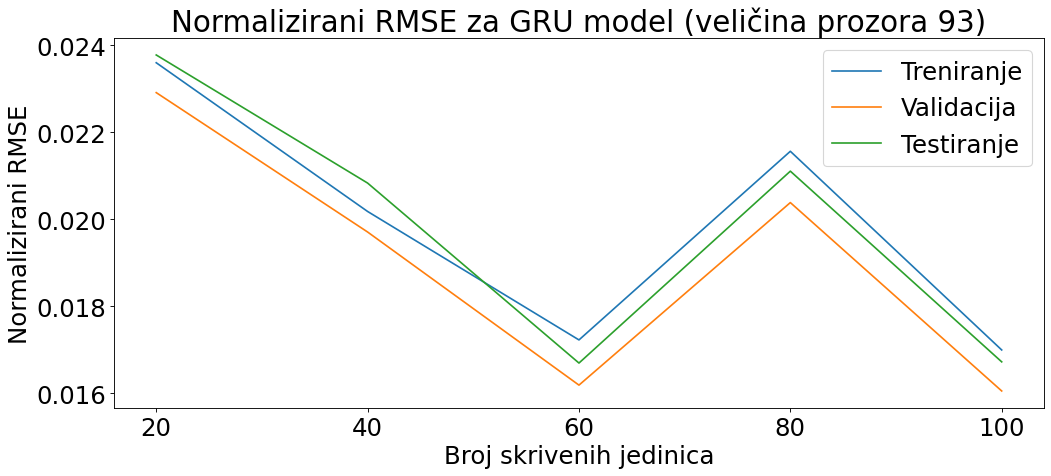 Normalizirani RMSE za GRU model (veličina prozora 93)
Normalizirani RMSE
0.024
0.022
0.020
0.018
0.016
Treniranje
Validacija
Testiranje
20 40 60 80 100
Broj skrivenih jedinica